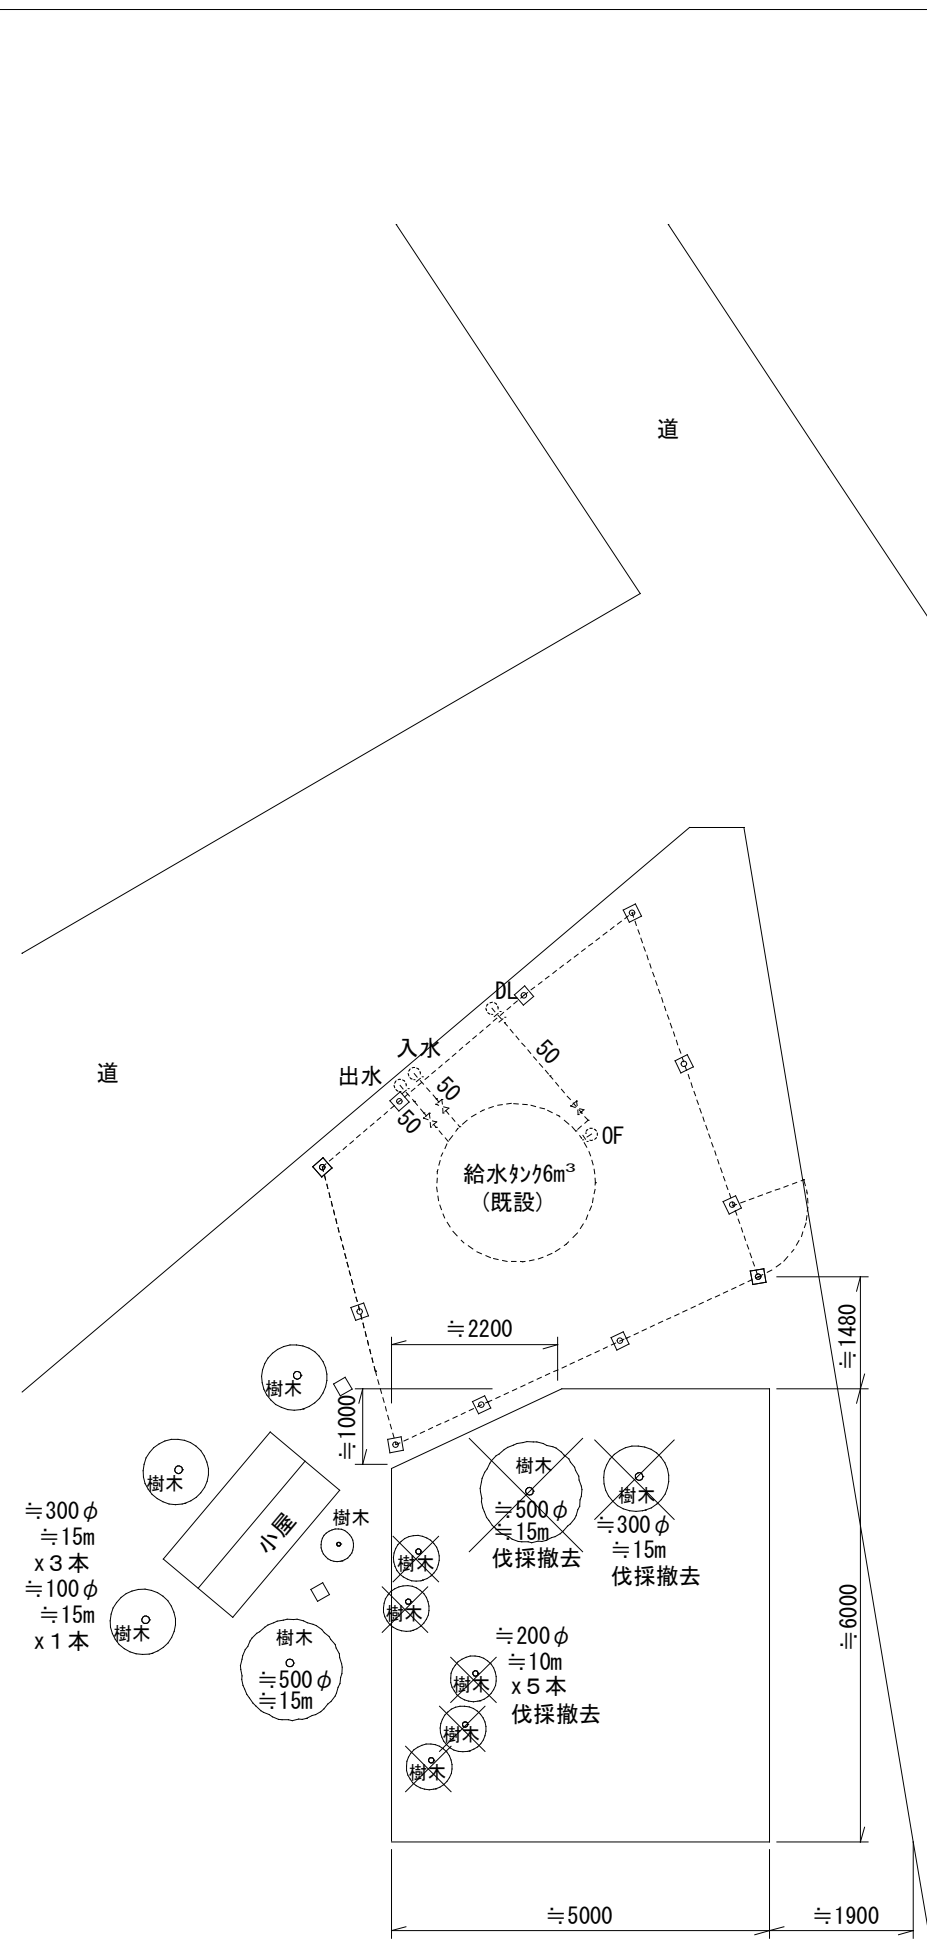 道
DL
入水
50
道
出水
50
50
OF
給水ﾀﾝｸ6m³
(既設)
≒2200
≒1480
樹木
≒1000
樹木
樹木
樹木
樹木
≒300φ
≒15m
x３本
≒100φ
≒15m
x１本
小屋
≒500φ
≒15m
伐採撤去
≒300φ
≒15m
伐採撤去
樹木
樹木
樹木
樹木
≒500φ
≒15m
≒200φ
≒10m
x５本
伐採撤去
樹木
樹木
樹木
≒6000
≒5000
≒1900